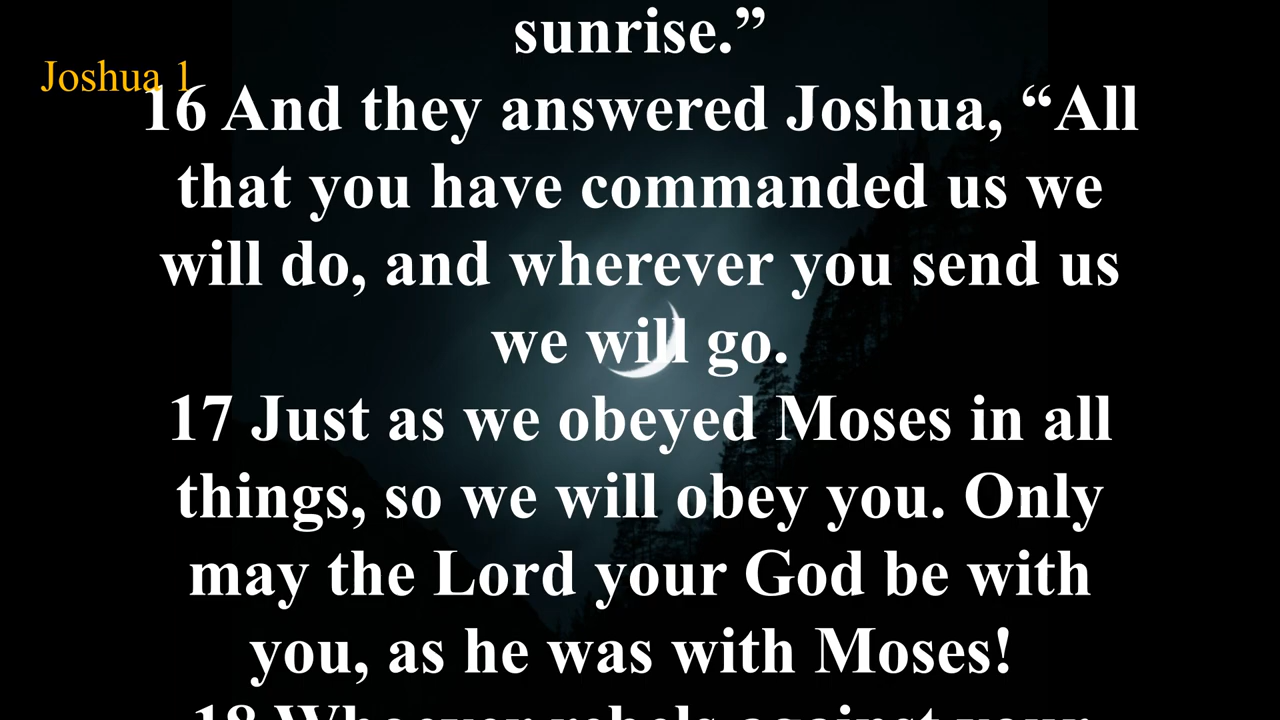 sunrise.”
Joshua 1
16 And they answered Joshua, “All
that you have commanded us we
will do, and wherever you send us
we will go.
17 Just as we obeyed Moses in all
things, so we will obey you. Only
may the Lord your God be with
you, as he was with Moses!
18 Whoever rebels against your